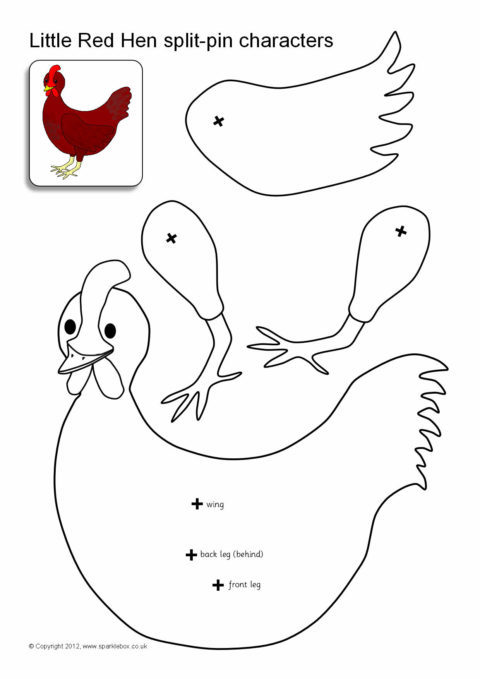 Little Red Hen split-pin characters
wing
back leg (behind)
front leg
© Copyright 2012, www.sparklebox.co.uk